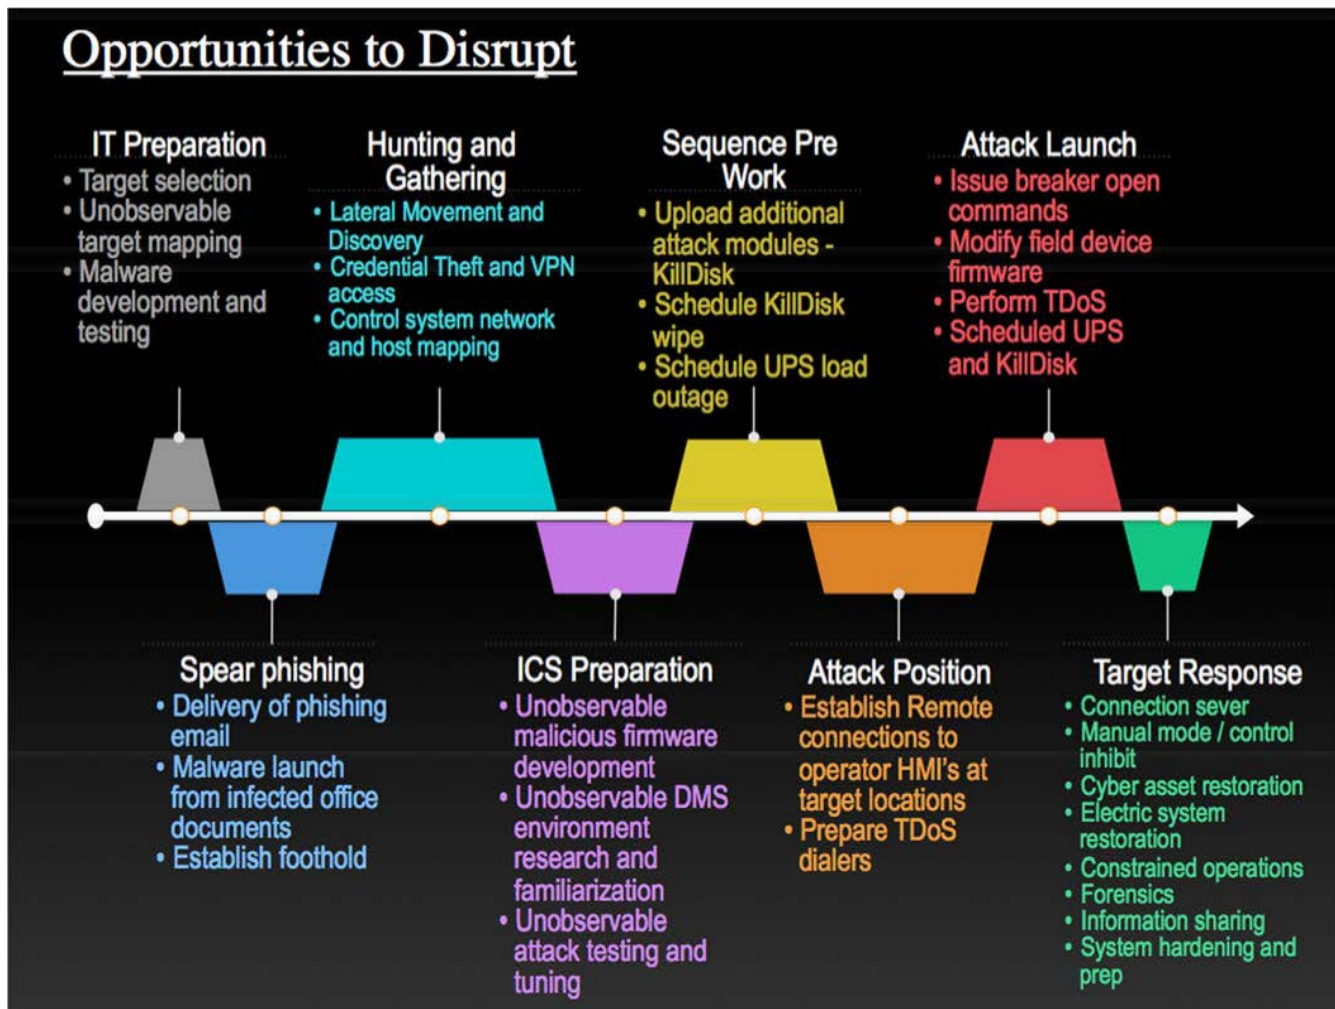 Opportunities to Disrupt
IT Preparation
• Target selection
• Unobservable
target mapping
• Malware
development and
testing
Hunting and
Gathering
• Lateral Movement and
Discovery
• Credential Theft and VPN
access
• Control system network
and host mapping
Sequence Pre
Work
• Upload additional
attack modules -
KillDisk
• Schedule KillDisk
wipe
• Schedule UPS load
outage
Attack Launch
• Issue breaker open
commands
• Modify field device
firmware
• Perform TDoS
• Scheduled UPS
and KillDisk
Spear phishing
• Delivery of phishing
email
• Malware launch
from infected office
documents
• Establish foothold
ICS Preparation
• Unobservable
malicious firmware
development
• Unobservable DMS
environment
research and
familiarization
• Unobservable
attack testing and
tuning
Attack Position
• Establish Remote
connections to
operator HMI's at
target locations
• Prepare TDoS
dialers
Target Response
• Connection sever
• Manual mode / control
inhibit
• Cyber asset restoration
• Electric system
restoration
• Constrained operations
• Forensics
• Information sharing
• System hardening and
prep